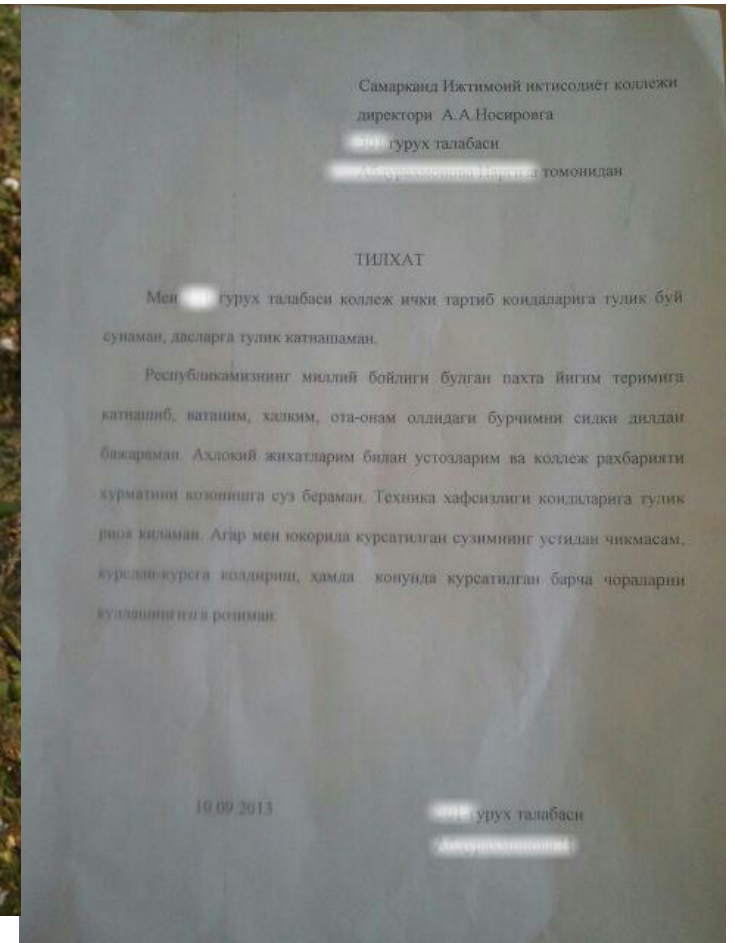 Самарканд Ижтимоий иктисодиёт коллежи
директори А.А.Носировга
гурух талабаси
томонидан
ТИЛХАТ
Мен гурух талабаси коллеж ички тартиб коидаларига тулик буй
сунаман, дасларга тулик катнашаман.
Республикамизнинг миллий бойлиги булган пахта йигим теримига
катнашиб, ватаним, халким, ота-онам олдидаги бурчимни сидки дилдан
бажараман. Ахлокий жихатларим билан устозларим ва коллеж рахбарияти
хурматини козонишга суз бераман. Техника хафсизлиги коидаларига тулик
риоя киламан. Агар мен юкорида курсатилган сузимнинг устидан чикмасам,
курсдан-курсга колдириш, хамда конунда курсатилган барча чораларни
куллашингизга розиман.
10.09.2013
гурух талабаси